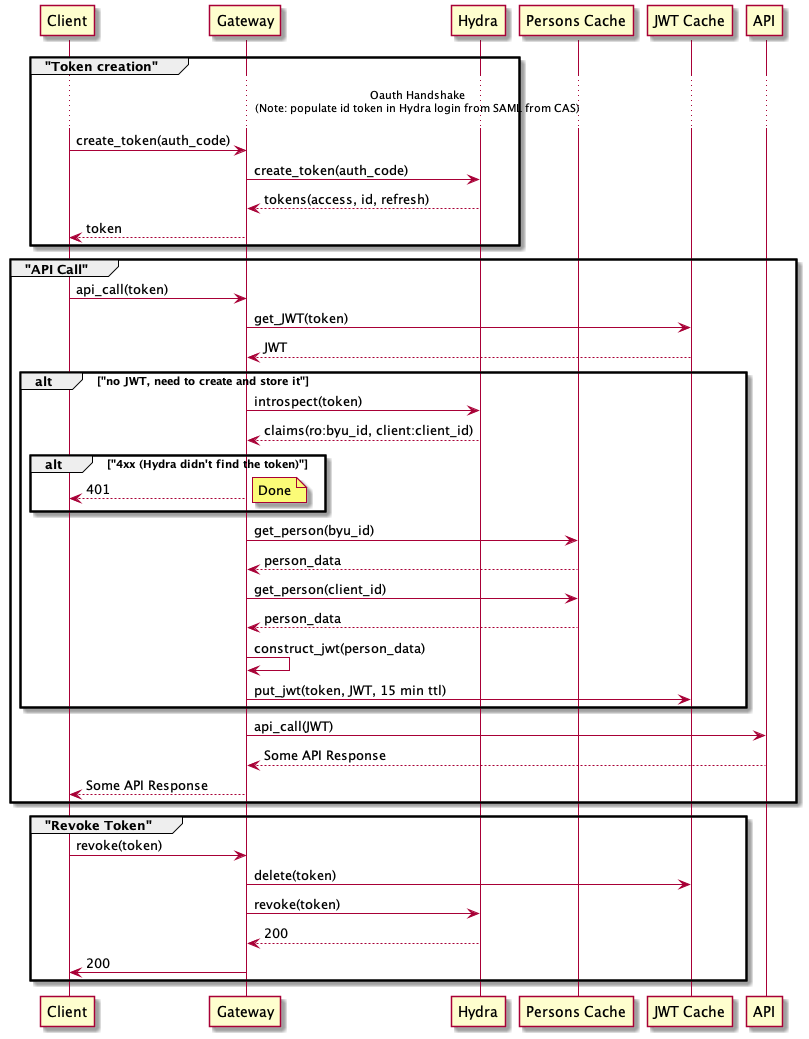 Client Gateway Hydra Persons Cache JWT Cache API
"Token creation"
Oauth Handshake
(Note: populate id token in Hydra login from SAML from CAS)
create_token(auth_code)
create_token(auth_code)
tokens(access, id, refresh)
token
"API Call"
api_call(token)
get_JWT(token)
JWT
alt ["no JWT, need to create and store it"]
introspect(token)
claims(ro:byu_id, client:client_id)
alt ["4xx (Hydra didn't find the token)"]
401 Done
get_person(byu_id)
person_data
get_person(client_id)
person_data
construct_jwt(person_data)
put_jwt(token, JWT, 15 min ttl)
api_call(JWT)
Some API Response
Some API Response
"Revoke Token"
revoke(token)
delete(token)
revoke(token)
200
200
Client Gateway Hydra Persons Cache JWT Cache API